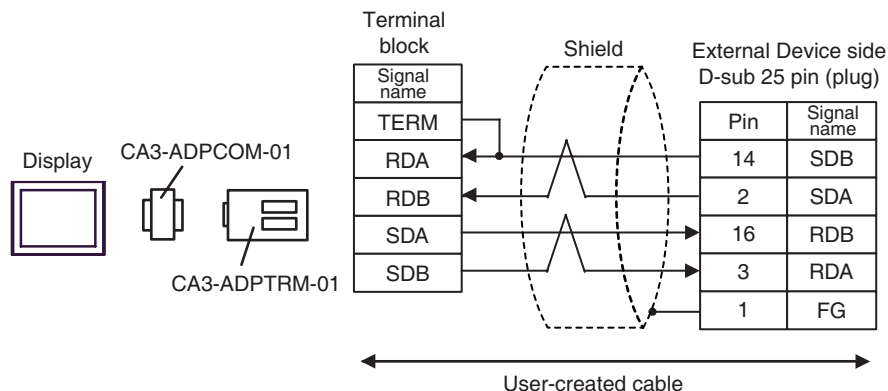 Terminal
block
Shield
External Device side
D-sub 25 pin (plug)
Signal
name
TERM
RDA
RDB
SDA
SDB
Pin
Signal
name
14 SDB
2 SDA
16 RDB
3 RDA
1 FG
Display
CA3-ADPCOM-01
CA3-ADPTRM-01
User-created cable